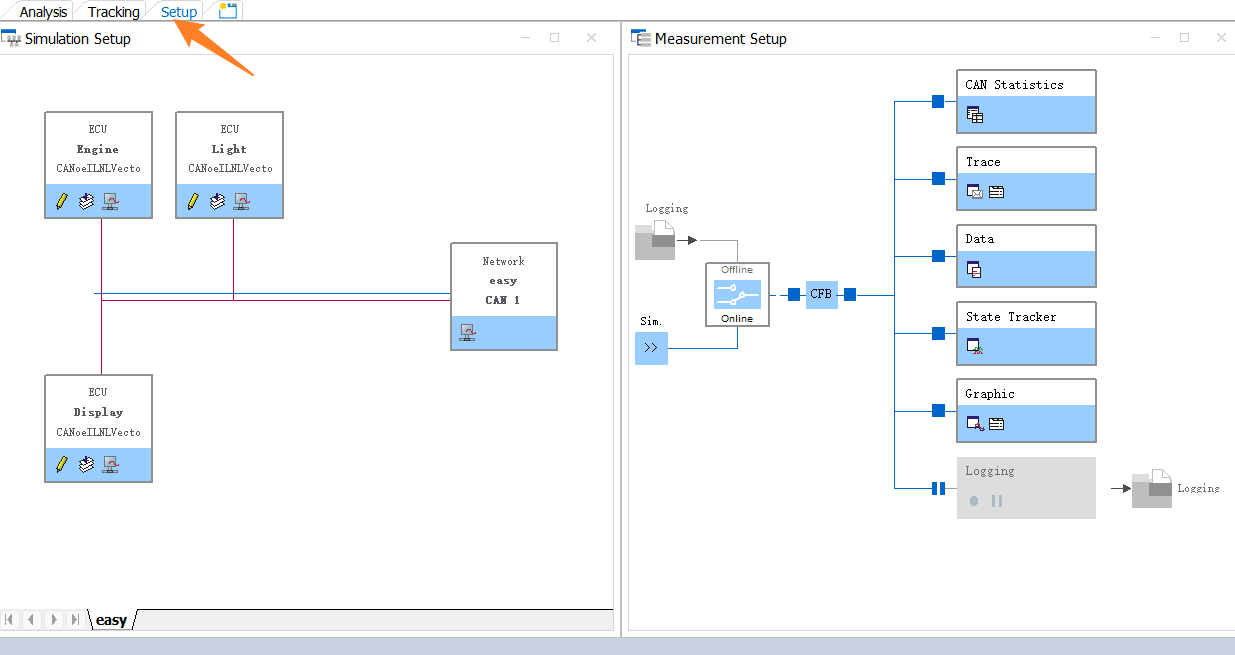 Analysis Tracking Setup
Simulation Setup
ECU
Engine
CANoeILNLVecto
ECU
Light
CANoeILNLVecto
Network
easy
CAN 1
ECU
Display
CANoeILNLVecto
easy
Measurement Setup
Logging
Offline
Online
Sim.
CFB
CAN Statistics
Trace
Data
State Tracker
Graphic
Logging
Logging